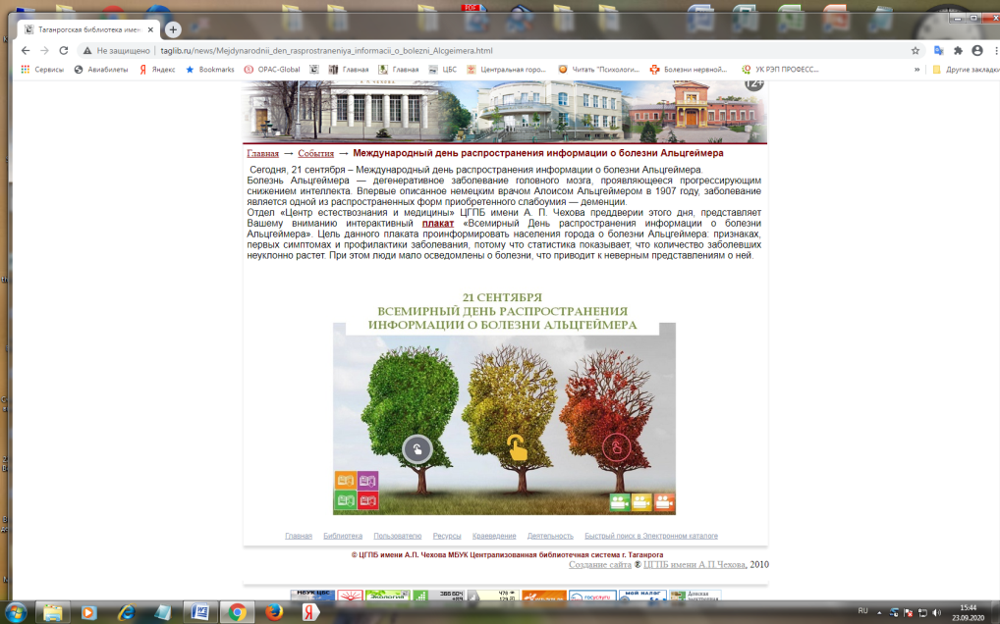 Таганрогская библиотека имен
Не защищено | taglib.ru/news/Mejdynarodnii_den_rasprostraneniya_informacii_o_bolezni_Alcgeimera.html
Сервисы Авиабилеты Яндекс Bookmarks OPAC-Global Главная Главная ЦБС Центральная горо... Читать "Психологи... Болезни нервной... УК РЭП ПРОФЕСС... » Другие закладки
12+
Главная → События → Международный день распространения информации о болезни Альцгеймера
Сегодня, 21 сентября – Международный день распространения информации о болезни Альцгеймера.
Болезнь Альцгеймера — дегенеративное заболевание головного мозга, проявляющееся прогрессирующим
снижением интеллекта. Впервые описанное немецким врачом Алоисом Альцгеймером в 1907 году, заболевание
является одной из распространенных форм приобретенного слабоумия — деменции.
Отдел «Центр естествознания и медицины» ЦГПБ имени А. П. Чехова преддверии этого дня, представляет
Вашему вниманию интерактивный плакат «Всемирный День распространения информации о болезни
Альцгеймера». Цель данного плаката проинформировать населения города о болезни Альцгеймера: признаках,
первых симптомах и профилактики заболевания, потому что статистика показывает, что количество заболевших
неуклонно растет. При этом люди мало осведомлены о болезни, что приводит к неверным представлениям о ней.
21 СЕНТЯБРЯ
ВСЕМИРНЫЙ ДЕНЬ РАСПРОСТРАНЕНИЯ
ИНФОРМАЦИИ О БОЛЕЗНИ АЛЬЦГЕЙМЕРА
Главная Библиотека Пользователю Ресурсы Краеведение Деятельность Быстрый поиск в Электронном каталоге
© ЦГПБ имени А.П. Чехова МБУК Централизованная библиотечная система г. Таганрога
Создание сайта ® ЦГПБ имени А.П.Чехова, 2010
МБУК ЦБС госуслуги мой налог
RU 15:44
23.09.2020